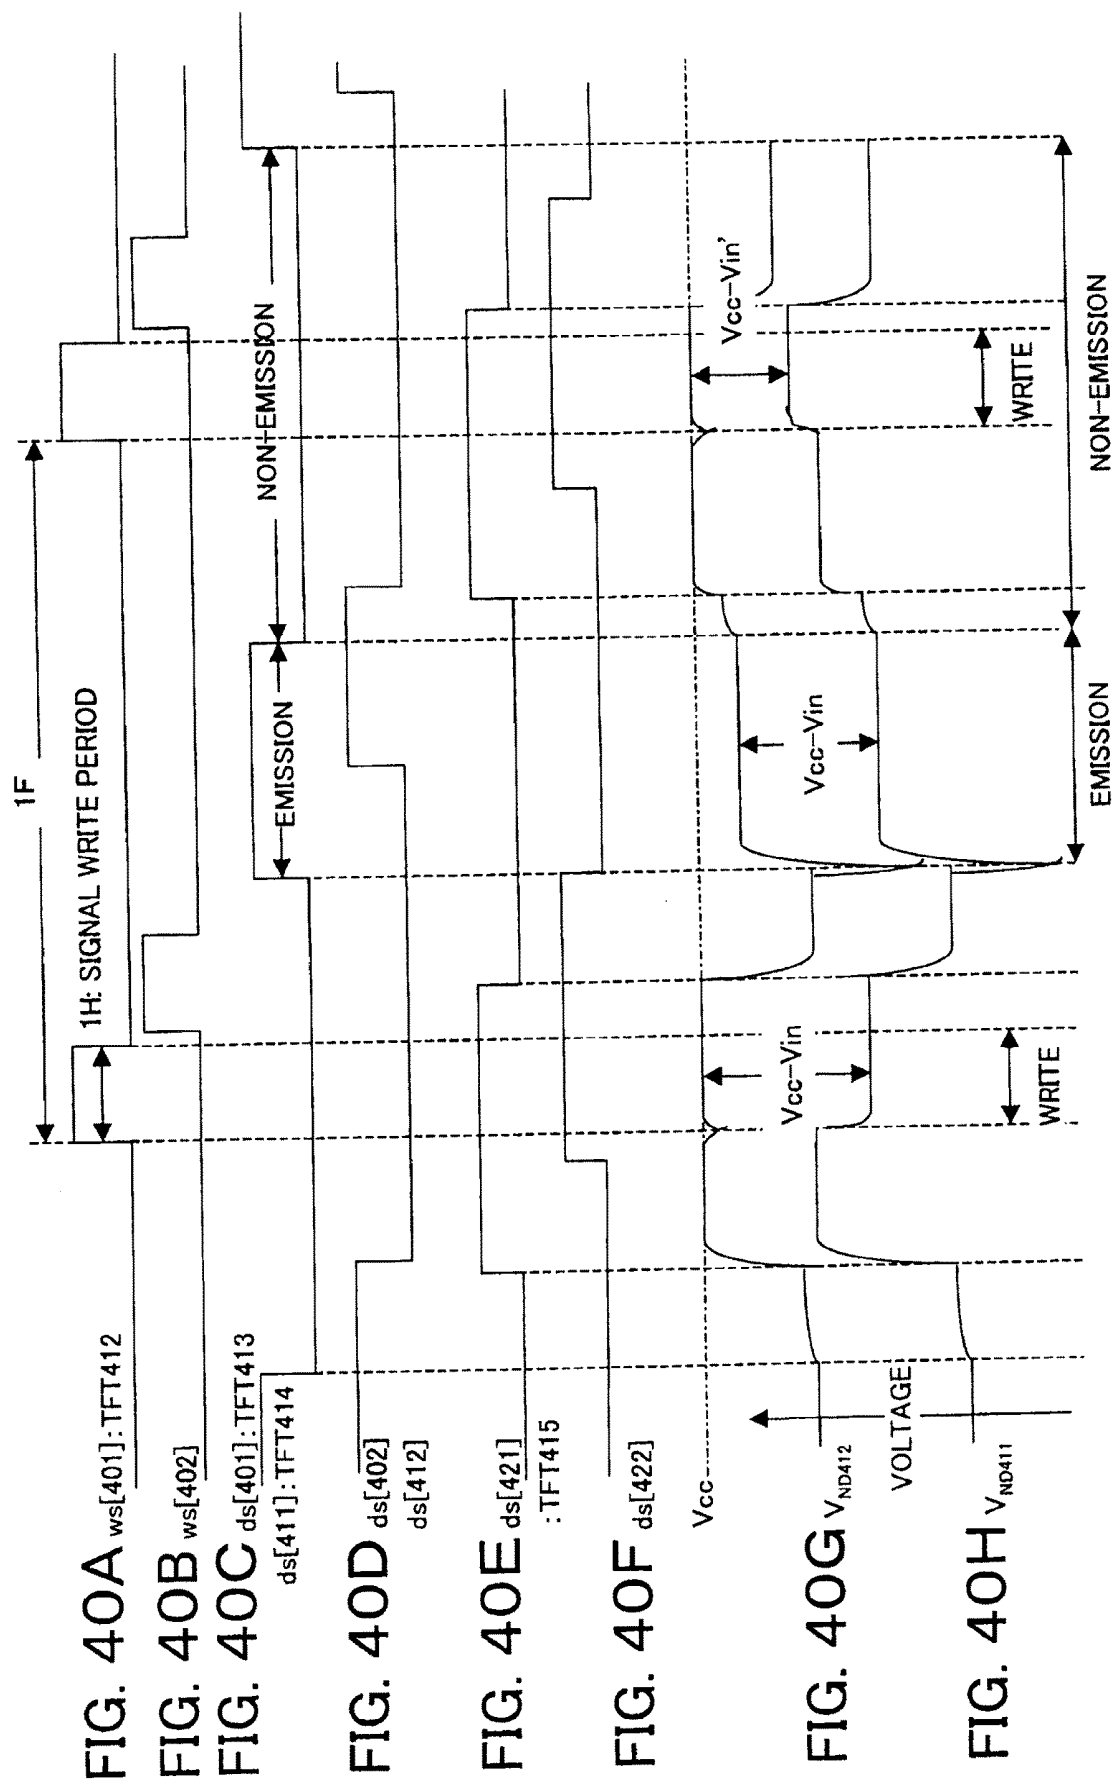 1F
1H: SIGNAL WRITE PERIOD
FIG. 40A ws[401]:TFT412
FIG. 40B ws[402]
FIG. 40C ds[401]:TFT413
ds[411]:TFT414
EMISSION
NON-EMISSION
FIG. 40D ds[402]
ds[412]
FIG. 40E ds[421]
:TFT415
FIG. 40F ds[422]
Vcc
Vcc-Vin
Vcc-Vin
Vcc-Vin'
FIG. 40G VND412
VOLTAGE
FIG. 40H VND411
WRITE
WRITE
EMISSION
NON-EMISSION